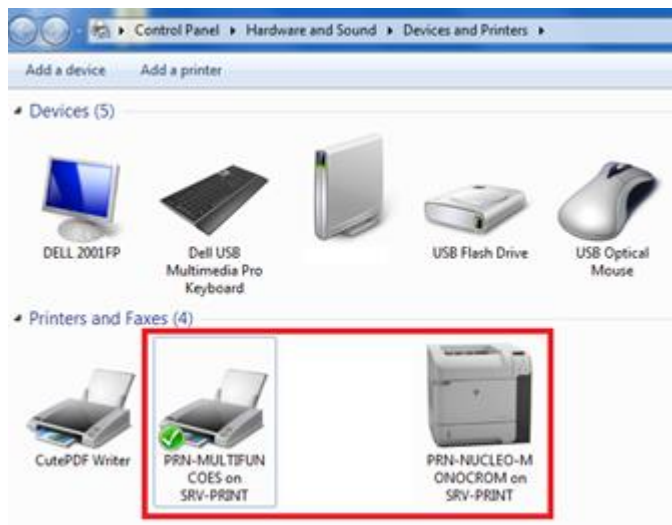 Control Panel ▸ Hardware and Sound ▸ Devices and Printers ▸
Add a device Add a printer
Devices (5)
DELL 2001FP
Dell USB
Multimedia Pro
Keyboard
USB Flash Drive
USB Optical
Mouse
Printers and Faxes (4)
CutePDF Writer
PRN-MULTIFUN
COES on
SRV-PRINT
PRN-NUCLEO-M
ONOCROM on
SRV-PRINT